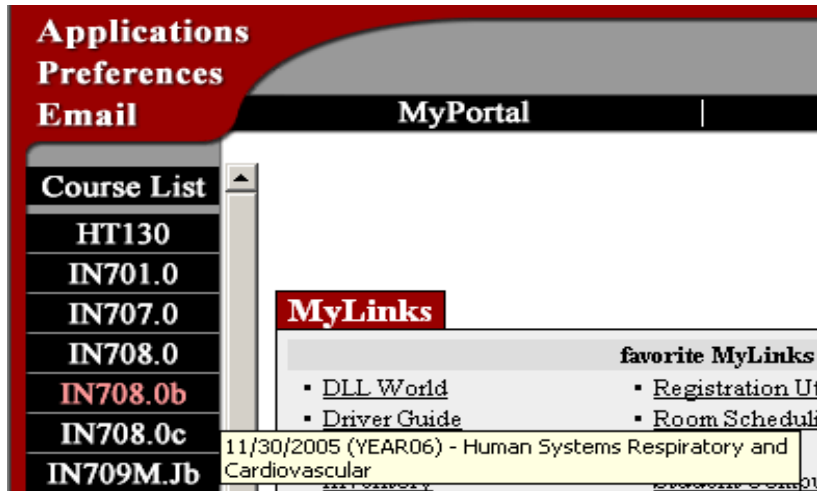 Applications
Preferences
Email
MyPortal |
Course List
HT130
IN701.0
IN707.0
IN708.0
IN708.0b
IN708.0c
IN709M.Jb
MyLinks
favorite MyLinks
▪ DLL World
▪ Registration Ut
▪ Driver Guide
▪ Room Scheduli
11/30/2005 (YEAR06) - Human Systems Respiratory and
Cardiovascular